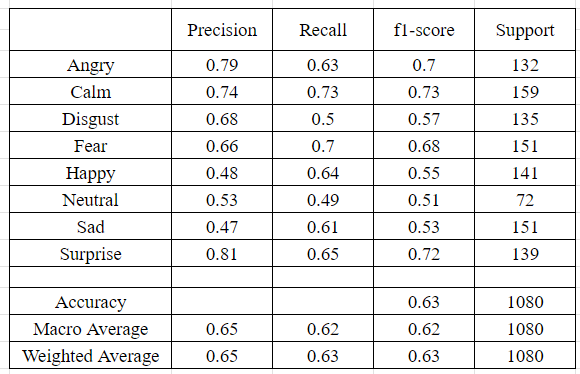 Precision Recall f1-score Support
Angry 0.79 0.63 0.7 132
Calm 0.74 0.73 0.73 159
Disgust 0.68 0.5 0.57 135
Fear 0.66 0.7 0.68 151
Happy 0.48 0.64 0.55 141
Neutral 0.53 0.49 0.51 72
Sad 0.47 0.61 0.53 151
Surprise 0.81 0.65 0.72 139
Accuracy 0.63 1080
Macro Average 0.65 0.62 0.62 1080
Weighted Average 0.65 0.63 0.63 1080